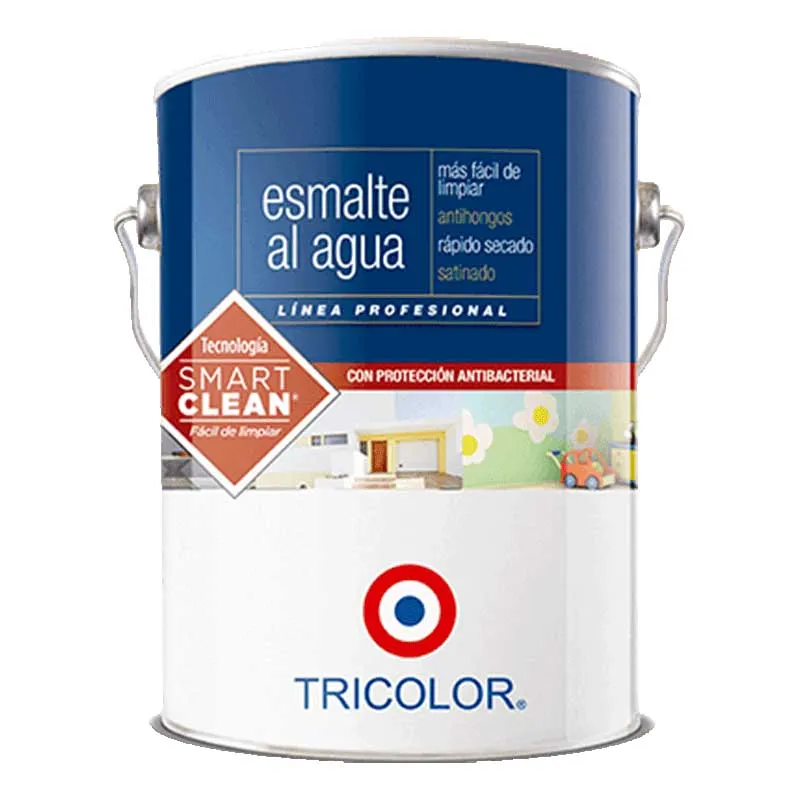 esmalte
al agua
más fácil de
limpiar
antihongos
rápido secado
satinado
LÍNEA PROFESIONAL
Tecnología
SMART
CLEAN®
Fácil de limpiar
CON PROTECCIÓN ANTIBACTERIAL
TRICOLOR®